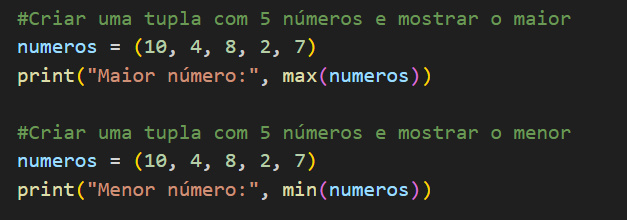 #Criar uma tupla com 5 números e mostrar o maior
numeros = (10, 4, 8, 2, 7)
print("Maior número:", max(numeros))
#Criar uma tupla com 5 números e mostrar o menor
numeros = (10, 4, 8, 2, 7)
print("Menor número:", min(numeros))